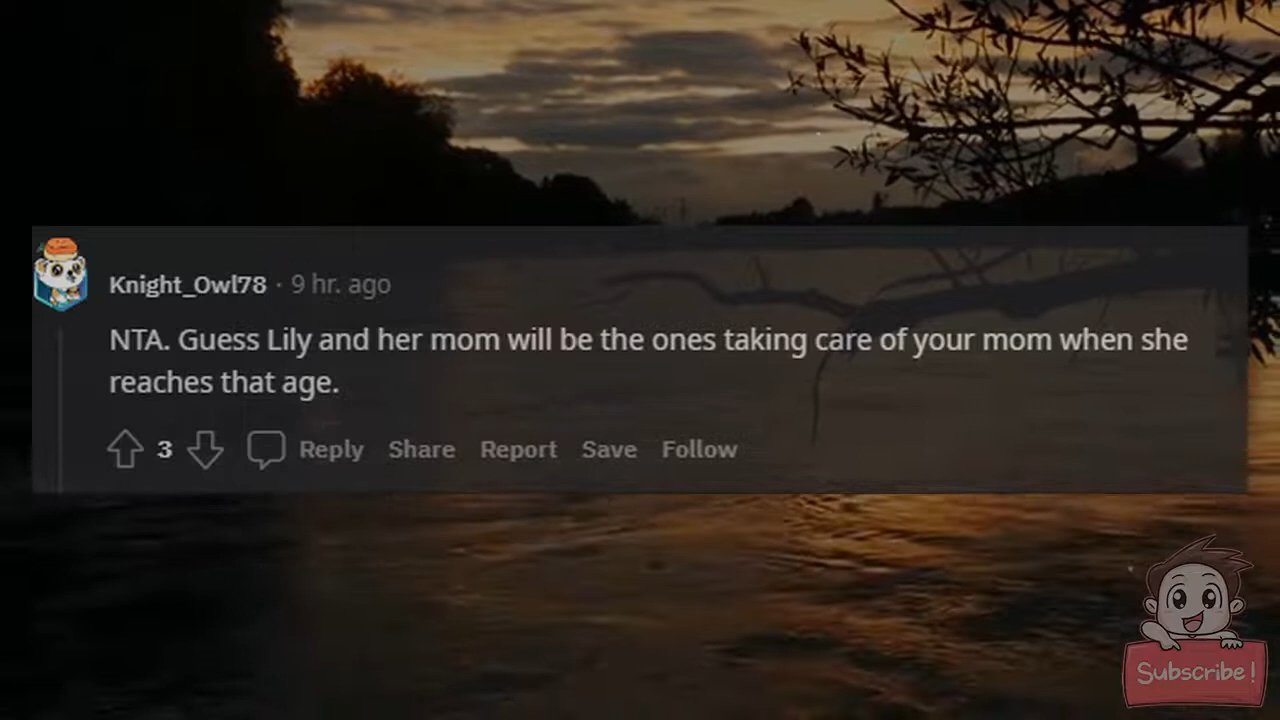 Knight_Owl78 · 9 hr. ago
NTA. Guess Lily and her mom will be the ones taking care of your mom when she
reaches that age.
3 Reply Share Report Save Follow
Subscribe!